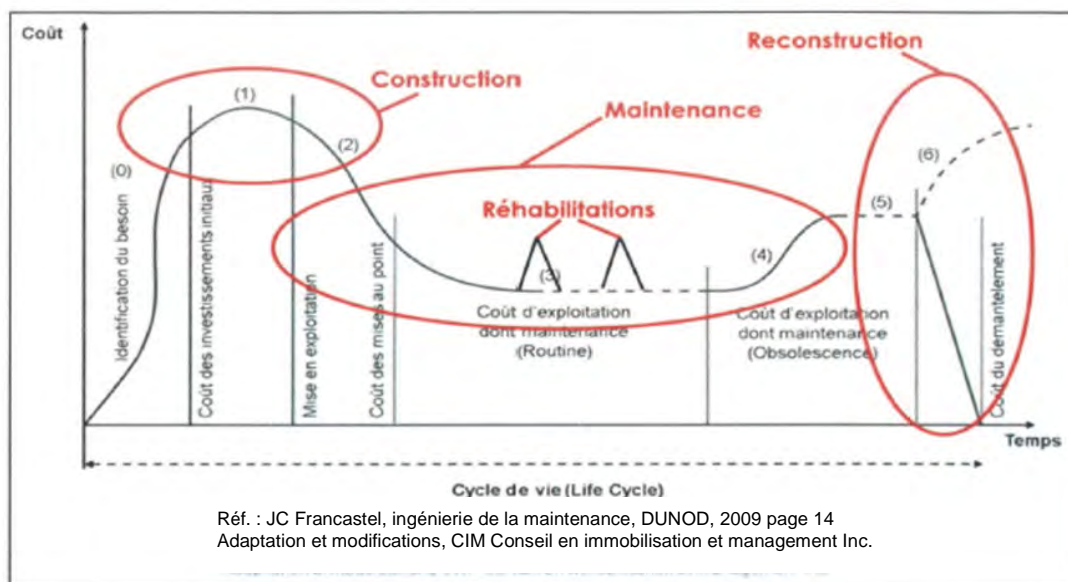 Coût
Reconstruction
Construction
Maintenance
(0)
(1)
(2)
Réhabilitations
(3)
(4)
(5)
(6)
Identification du besoin
Coût des investissements initiaux
Mise en exploitation
Coût des mises au point
Coût d'exploitation
dont maintenance
(Routine)
Coût d'exploitation
dont maintenance
(Obsolescence)
Coût du demantelement
Temps
Cycle de vie (Life Cycle)
Réf. : JC Francastel, ingénierie de la maintenance, DUNOD, 2009 page 14
Adaptation et modifications, CIM Conseil en immobilisation et management Inc.